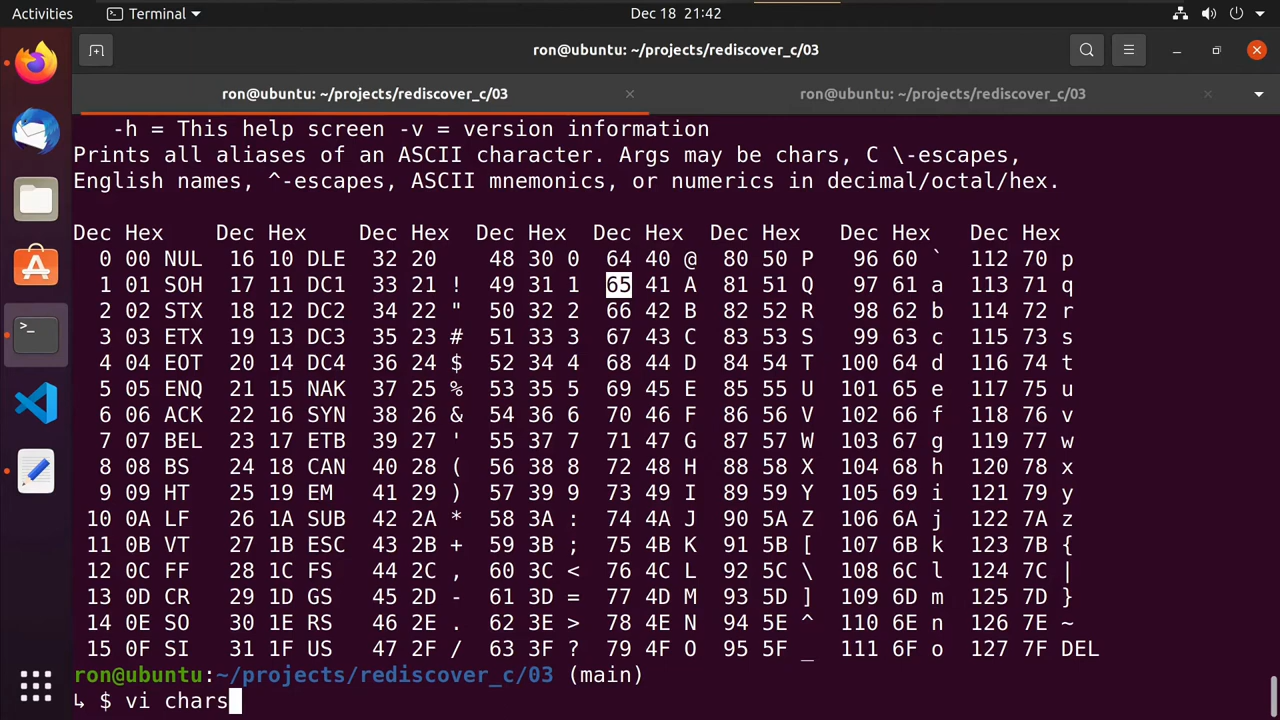 Activities Terminal Dec 18 21:42
ron@ubuntu: ~/projects/rediscover_c/03
ron@ubuntu: ~/projects/rediscover_c/03 ron@ubuntu: ~/projects/rediscover_c/03
-h = This help screen -v = version information
Prints all aliases of an ASCII character. Args may be chars, C \-escapes,
English names, ^-escapes, ASCII mnemonics, or numerics in decimal/octal/hex.
Dec Hex Dec Hex Dec Hex Dec Hex Dec Hex Dec Hex Dec Hex Dec Hex
0 00 NUL 16 10 DLE 32 20 48 30 0 64 40 @ 80 50 P 96 60 ` 112 70 p
1 01 SOH 17 11 DC1 33 21 ! 49 31 1 65 41 A 81 51 Q 97 61 a 113 71 q
2 02 STX 18 12 DC2 34 22 " 50 32 2 66 42 B 82 52 R 98 62 b 114 72 r
3 03 ETX 19 13 DC3 35 23 # 51 33 3 67 43 C 83 53 S 99 63 c 115 73 s
4 04 EOT 20 14 DC4 36 24 $ 52 34 4 68 44 D 84 54 T 100 64 d 116 74 t
5 05 ENQ 21 15 NAK 37 25 % 53 35 5 69 45 E 85 55 U 101 65 e 117 75 u
6 06 ACK 22 16 SYN 38 26 & 54 36 6 70 46 F 86 56 V 102 66 f 118 76 v
7 07 BEL 23 17 ETB 39 27 ' 55 37 7 71 47 G 87 57 W 103 67 g 119 77 w
8 08 BS 24 18 CAN 40 28 ( 56 38 8 72 48 H 88 58 X 104 68 h 120 78 x
9 09 HT 25 19 EM 41 29 ) 57 39 9 73 49 I 89 59 Y 105 69 i 121 79 y
10 0A LF 26 1A SUB 42 2A * 58 3A : 74 4A J 90 5A Z 106 6A j 122 7A z
11 0B VT 27 1B ESC 43 2B + 59 3B ; 75 4B K 91 5B [ 107 6B k 123 7B {
12 0C FF 28 1C FS 44 2C , 60 3C < 76 4C L 92 5C \ 108 6C l 124 7C |
13 0D CR 29 1D GS 45 2D - 61 3D = 77 4D M 93 5D ] 109 6D m 125 7D }
14 0E SO 30 1E RS 46 2E . 62 3E > 78 4E N 94 5E ^ 110 6E n 126 7E ~
15 0F SI 31 1F US 47 2F / 63 3F ? 79 4F O 95 5F _ 111 6F o 127 7F DEL
ron@ubuntu:~/projects/rediscover_c/03 (main)
↳ $ vi chars